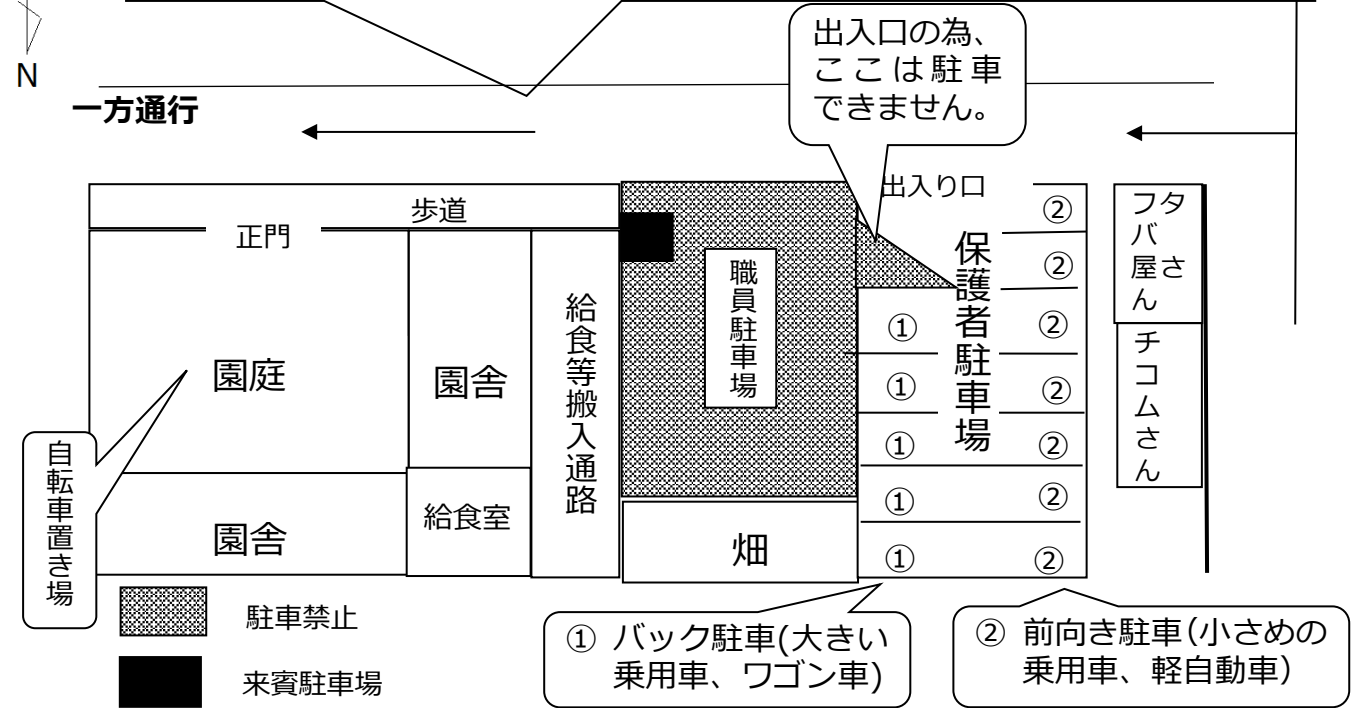 N
一方通行
出入口の為、
ここは駐車
できません。
出入り口
歩道
正門
園庭
園舎
給食等搬入通路
職員駐車場
保護者駐車場
②
②
①
②
①
②
①
②
①
②
①
②
フタバ屋さん
チコムさん
自転車置き場
園舎
給食室
畑
駐車禁止
来賓駐車場
① バック駐車(大きい
乗用車、ワゴン車)
② 前向き駐車(小さめの
乗用車、軽自動車)